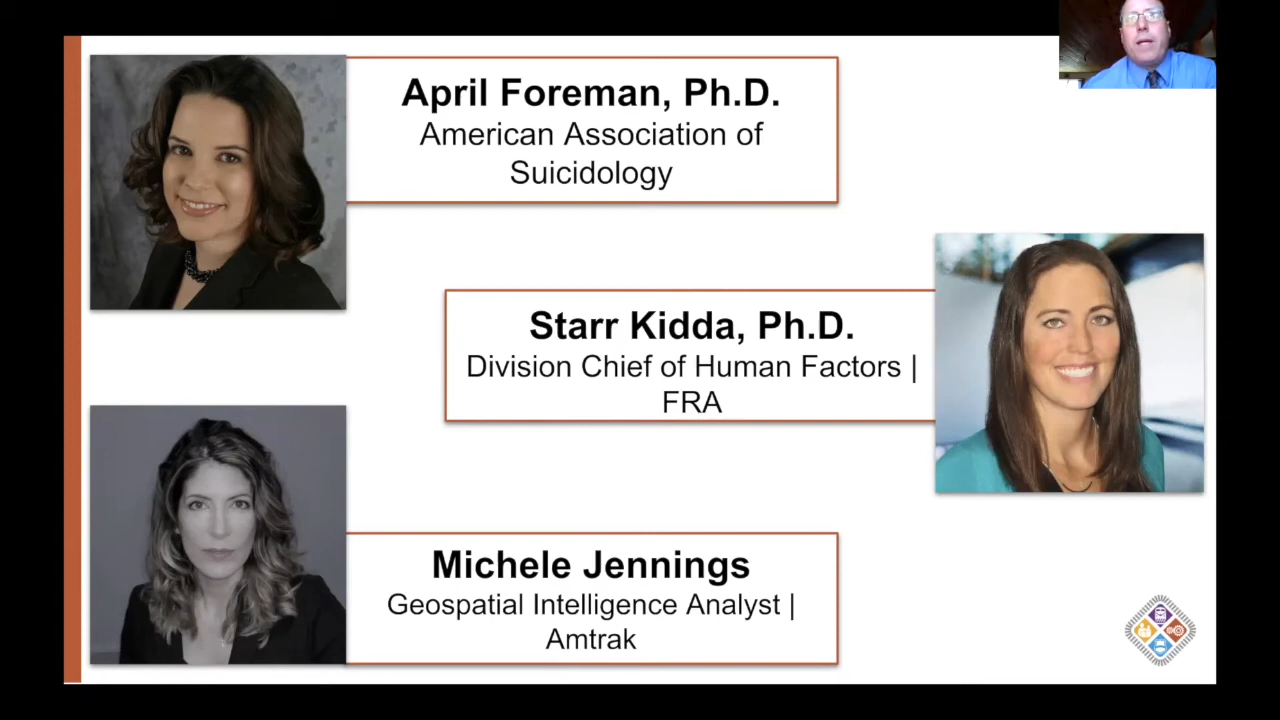 April Foreman, Ph.D.
American Association of
Suicidology
Starr Kidda, Ph.D.
Division Chief of Human Factors |
FRA
Michele Jennings
Geospatial Intelligence Analyst |
Amtrak